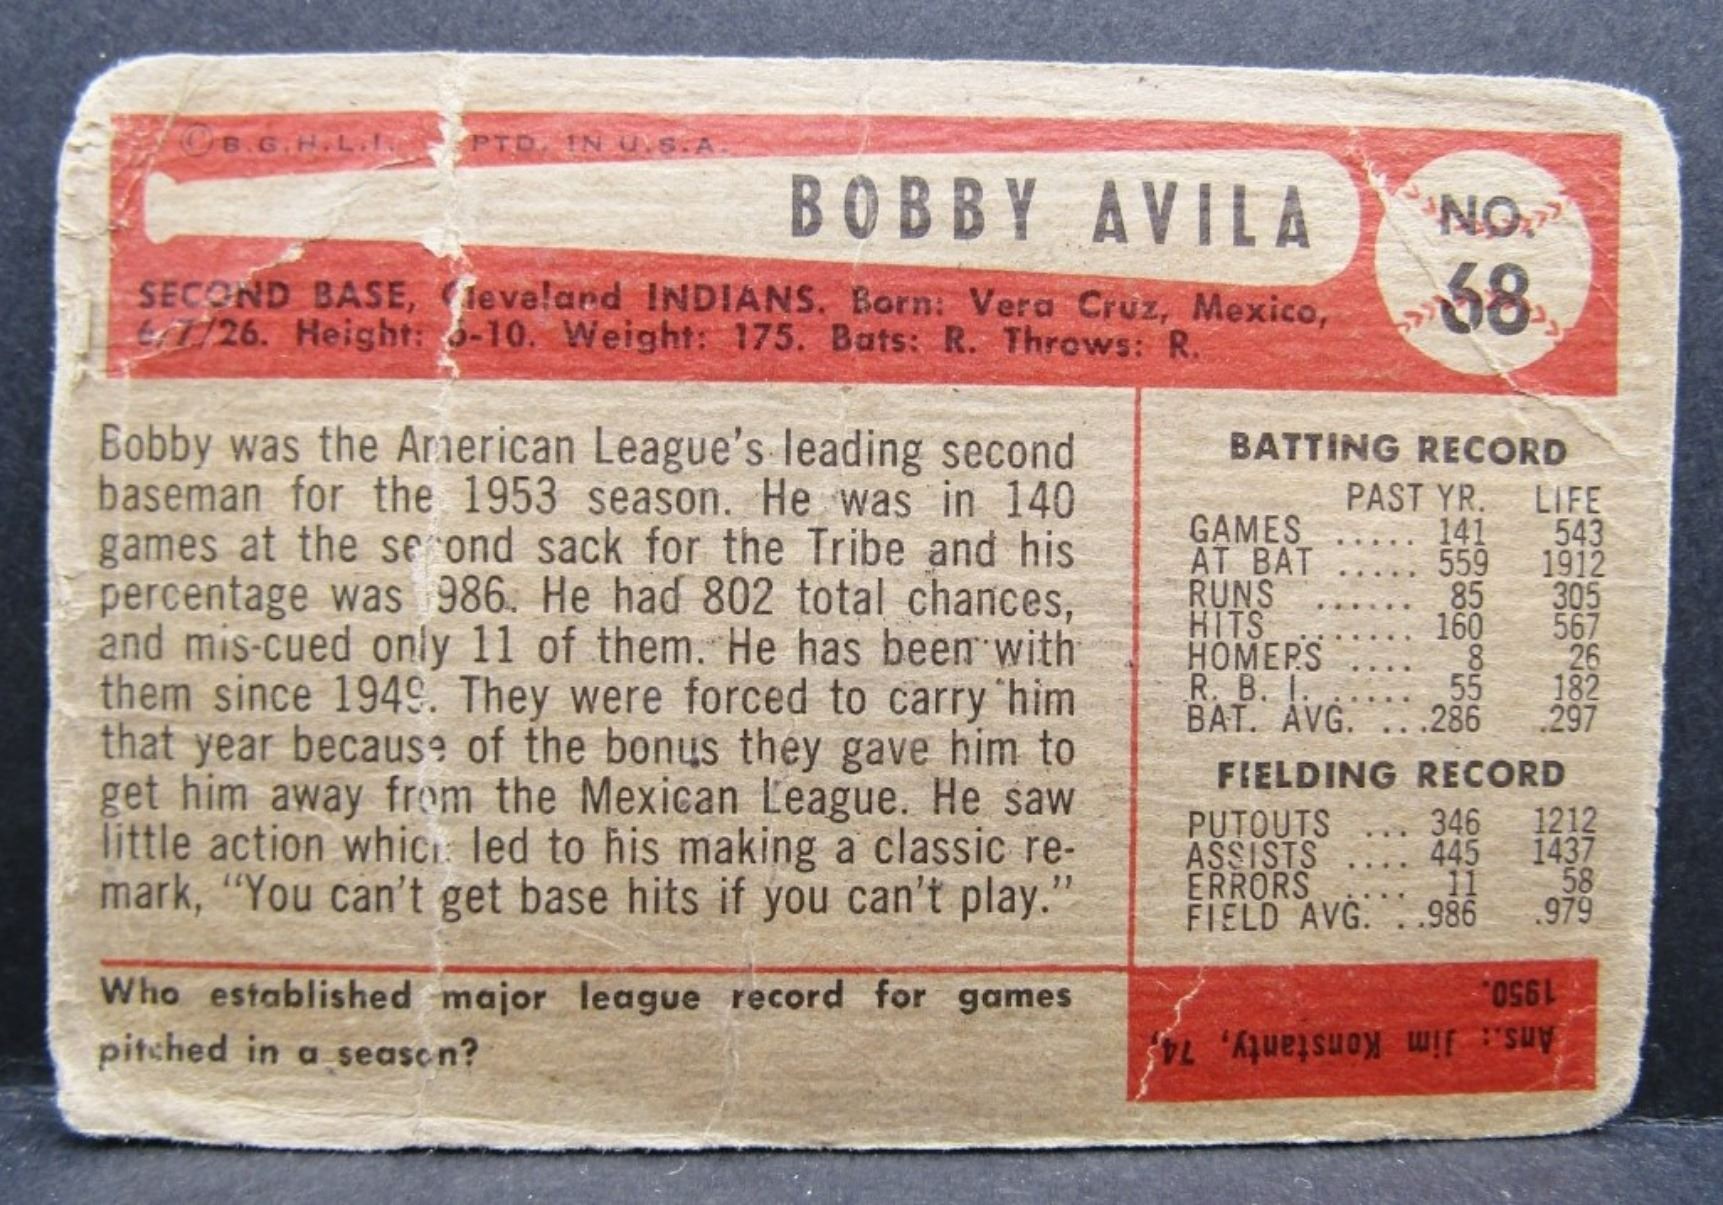 © B.G.H.L.I. PTD. IN U.S.A.
BOBBY AVILA
NO.
68
SECOND BASE, Cleveland INDIANS. Born: Vera Cruz, Mexico,
6/7/26. Height: 5-10. Weight: 175. Bats: R. Throws: R.
Bobby was the American League's leading second
baseman for the 1953 season. He was in 140
games at the second sack for the Tribe and his
percentage was 986. He had 802 total chances,
and mis-cued only 11 of them. He has been with
them since 1949. They were forced to carry him
that year because of the bonus they gave him to
get him away from the Mexican League. He saw
little action which led to his making a classic re-
mark, "You can't get base hits if you can't play."
BATTING RECORD
PAST YR. LIFE
GAMES ..... 141 543
AT BAT ..... 559 1912
RUNS ...... 85 305
HITS ....... 160 567
HOMERS .... 8 26
R. B. I. ...... 55 182
BAT. AVG. ...286 .297
FIELDING RECORD
PUTOUTS ... 346 1212
ASSISTS .... 445 1437
ERRORS .... 11 58
FIELD AVG. ..986 .979
Who established major league record for games
pitched in a season?
Ans.: Jim Konstanty, 74,
1950.